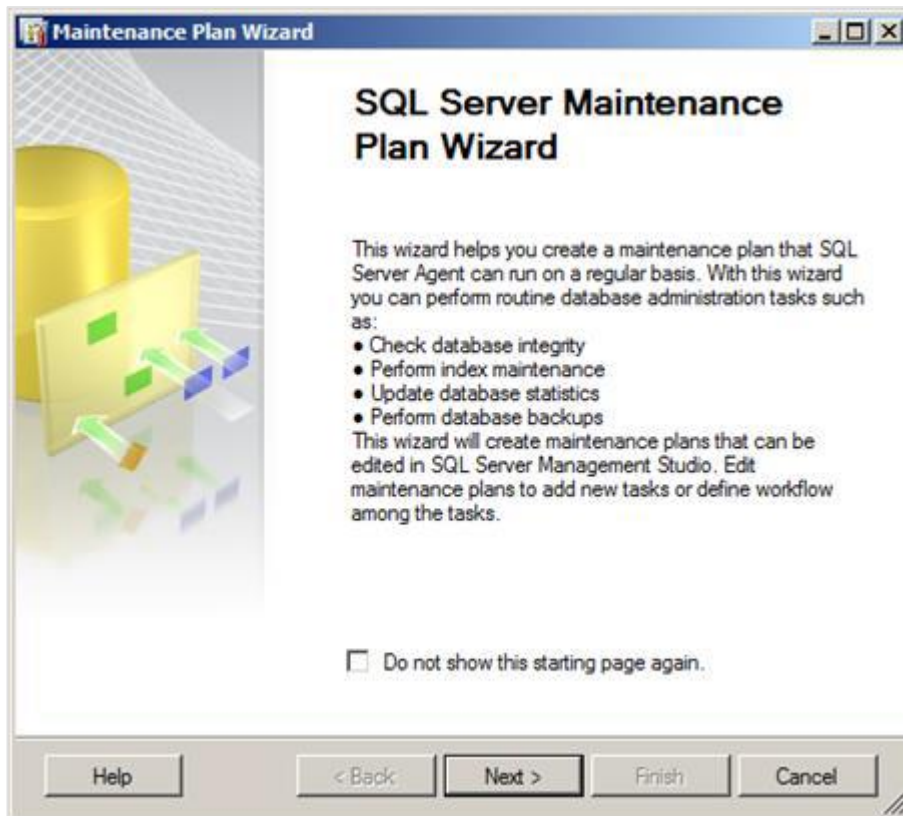 Maintenance Plan Wizard
SQL Server Maintenance
Plan Wizard
This wizard helps you create a maintenance plan that SQL
Server Agent can run on a regular basis. With this wizard
you can perform routine database administration tasks such
as:
● Check database integrity
● Perform index maintenance
● Update database statistics
● Perform database backups
This wizard will create maintenance plans that can be
edited in SQL Server Management Studio. Edit
maintenance plans to add new tasks or define workflow
among the tasks.
Do not show this starting page again.
Help
< Back
Next >
Finish
Cancel